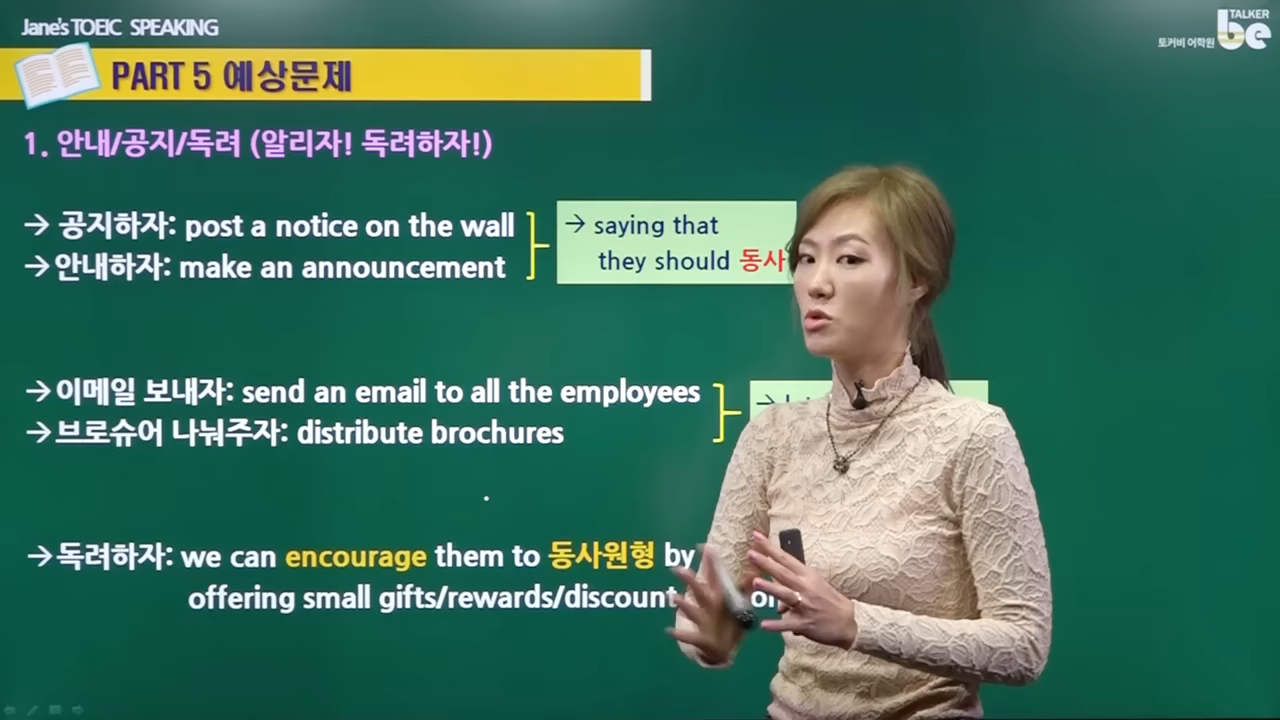 Jane's TOEIC SPEAKING
TALKER
be
토커비 어학원
PART 5 예상문제
1. 안내/공지/독려 (알리자! 독려하자!)
→ 공지하자: post a notice on the wall
→ 안내하자: make an announcement
→ saying that
they should 동사
→ 이메일 보내자: send an email to all the employees
→ 브로슈어 나눠주자: distribute brochures
→ 독려하자: we can encourage them to 동사원형 by
offering small gifts/rewards/discount